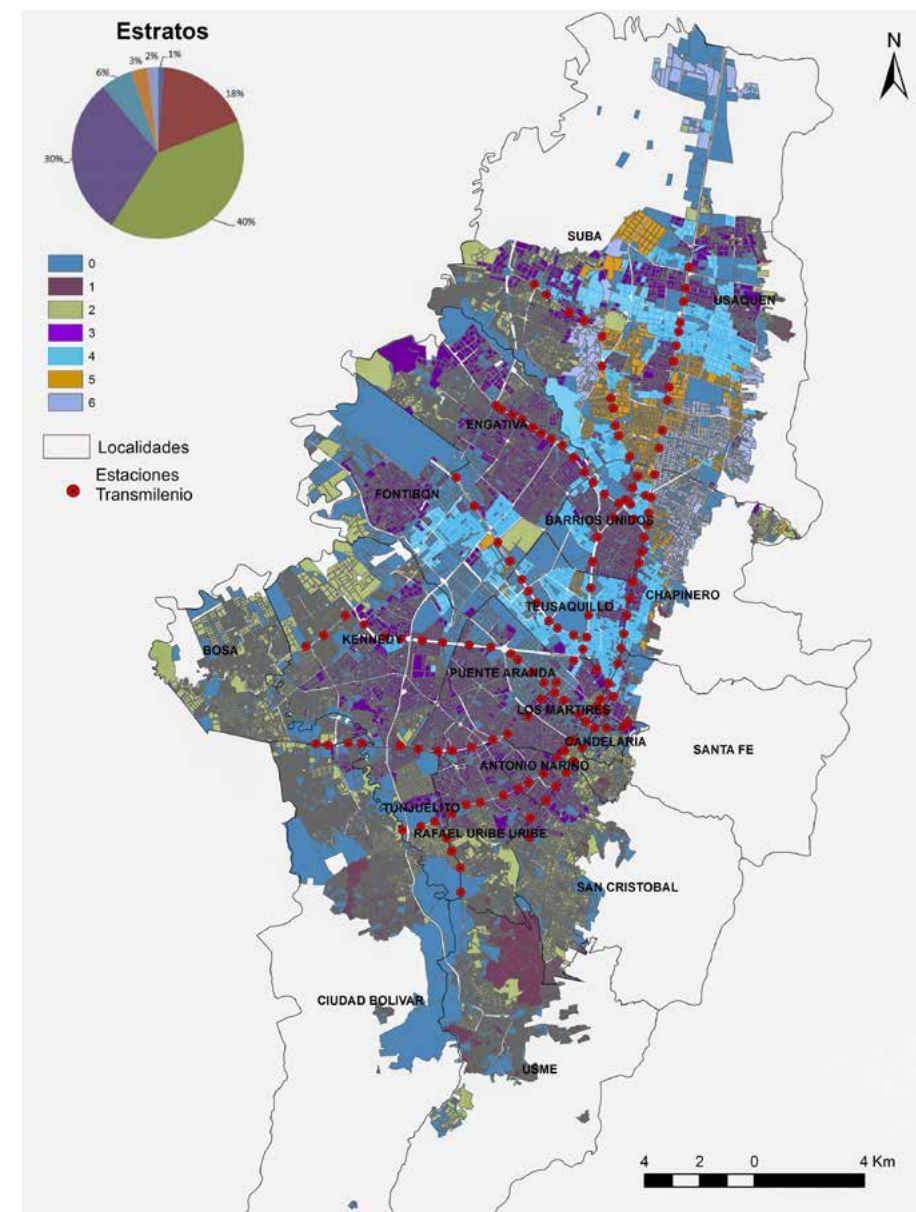 Estratos
2%
1%
3%
6%
18%
30%
40%
N
0
1
2
3
4
5
6
Localidades
Estaciones
Transmilenio
SUBA
USAQUEN
ENGATIVA
FONTIBON
BARRIOS UNIDOS
CHAPINERO
TEUSAQUILLO
KENNEDY
BOSA
PUENTE ARANDA
LOS MARTIRES
CANDELARIA
SANTA FE
ANTONIO NARIÑO
TUNJUELITO
RAFAEL URIBE URIBE
SAN CRISTOBAL
CIUDAD BOLIVAR
USME
4 2 0 4 Km